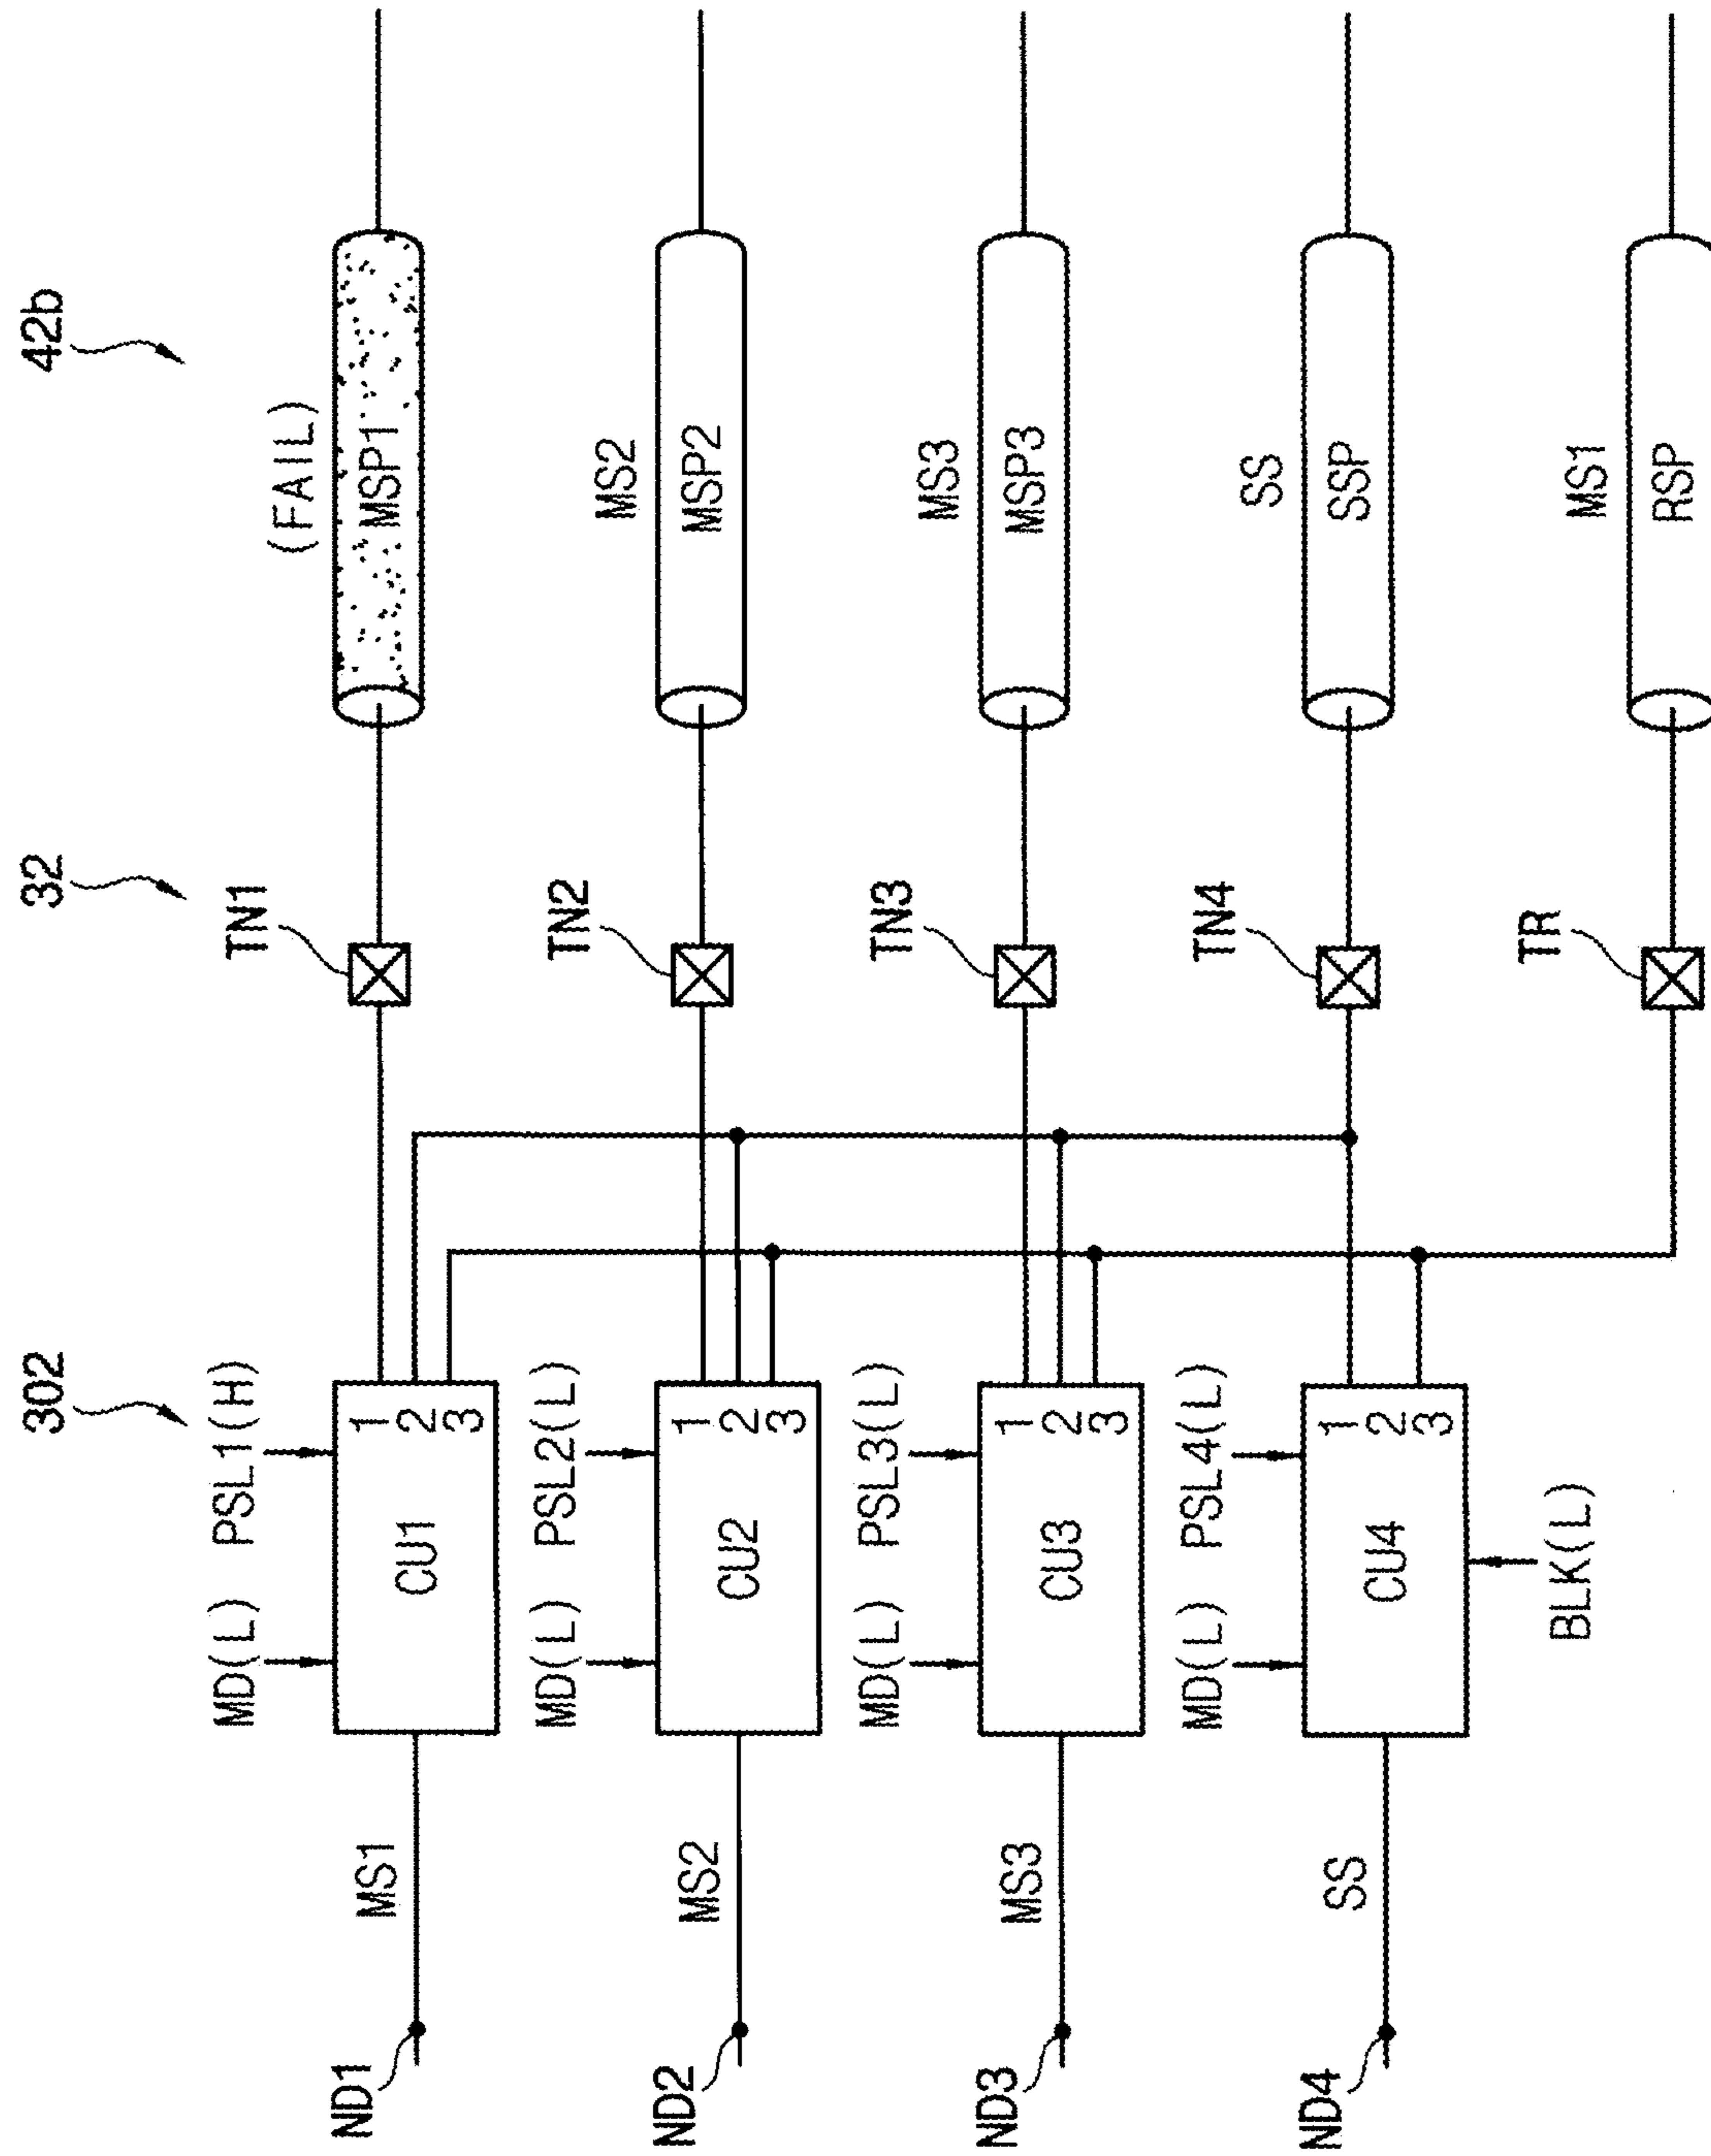 302
32
42b
MD(L) PSL1(H)
TN1
(FAIL)
ND1
MS1
CU1
1
2
3
MSP1
MD(L) PSL2(L)
TN2
MS2
ND2
MS2
CU2
1
2
3
MSP2
MD(L) PSL3(L)
TN3
MS3
ND3
MS3
CU3
1
2
3
MSP3
MD(L) PSL4(L)
TN4
SS
ND4
SS
CU4
1
2
3
SSP
BLK(L)
TR
MS1
RSP